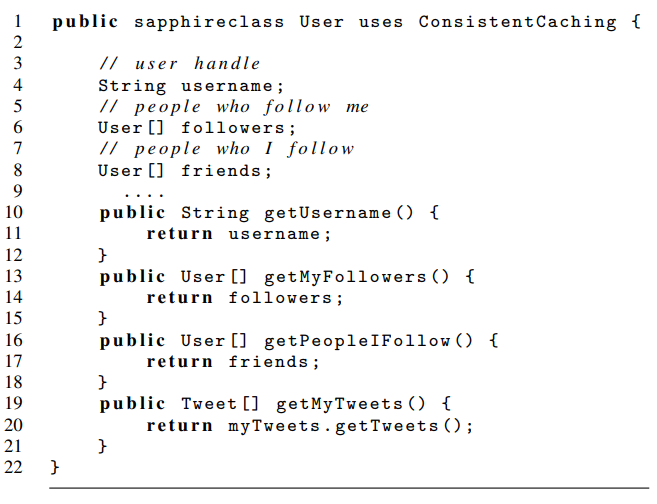 1 public sapphireclass User uses ConsistentCaching {
2
3 // user handle
4 String username;
5 // people who follow me
6 User[] followers;
7 // people who I follow
8 User[] friends;
9 ....
10 public String getUsername() {
11 return username;
12 }
13 public User[] getMyFollowers() {
14 return followers;
15 }
16 public User[] getPeopleIFollow() {
17 return friends;
18 }
19 public Tweet[] getMyTweets() {
20 return myTweets.getTweets();
21 }
22 }